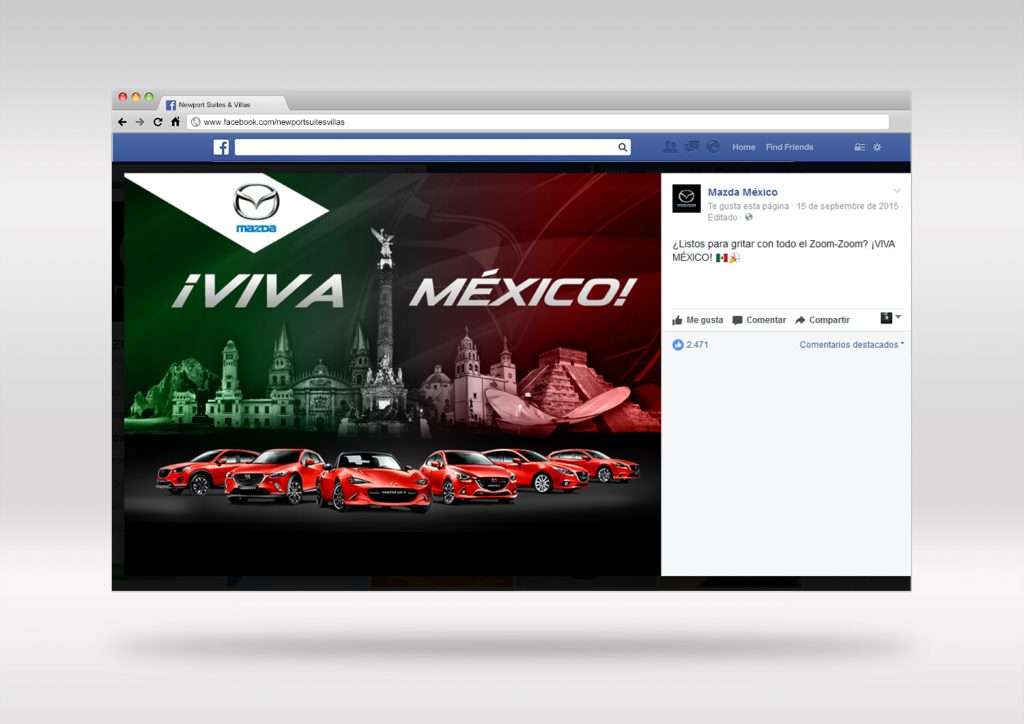 Newport Suites & Villas
www.facebook.com/newportsuitesvillas
Home Find Friends
mazda
¡VIVA MÉXICO!
Mazda México
Te gusta esta página · 15 de septiembre de 2015 ·
Editado ·
¿Listos para gritar con todo el Zoom-Zoom? ¡VIVA
MÉXICO!
Me gusta Comentar Compartir
2.471 Comentarios destacados